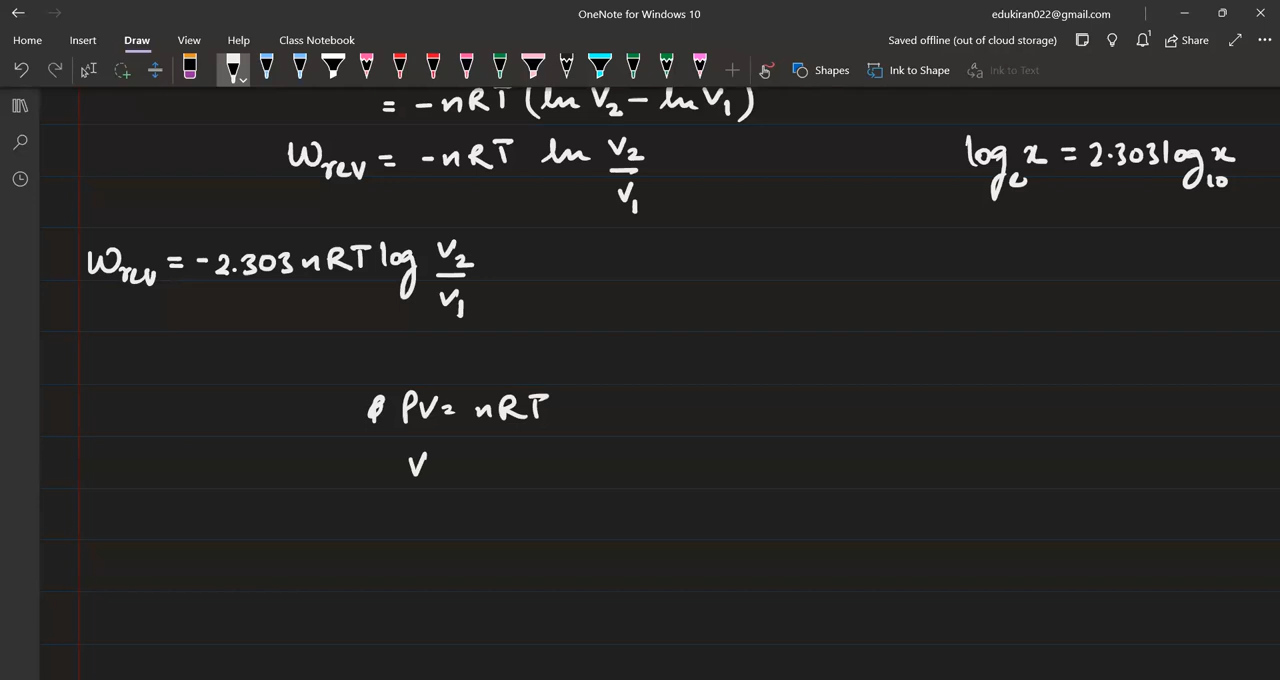 OneNote for Windows 10
edukiran022@gmail.com
Home Insert Draw View Help Class Notebook
Saved offline (out of cloud storage)
Share
Shapes
Ink to Shape
Ink to Text
= -nRT (ln V₂ - ln V₁)
Wrev = -nRT ln V₂/V₁
logₑ x = 2.303 log₁₀ x
Wrev = -2.303 nRT log V₂/V₁
PV = nRT
V